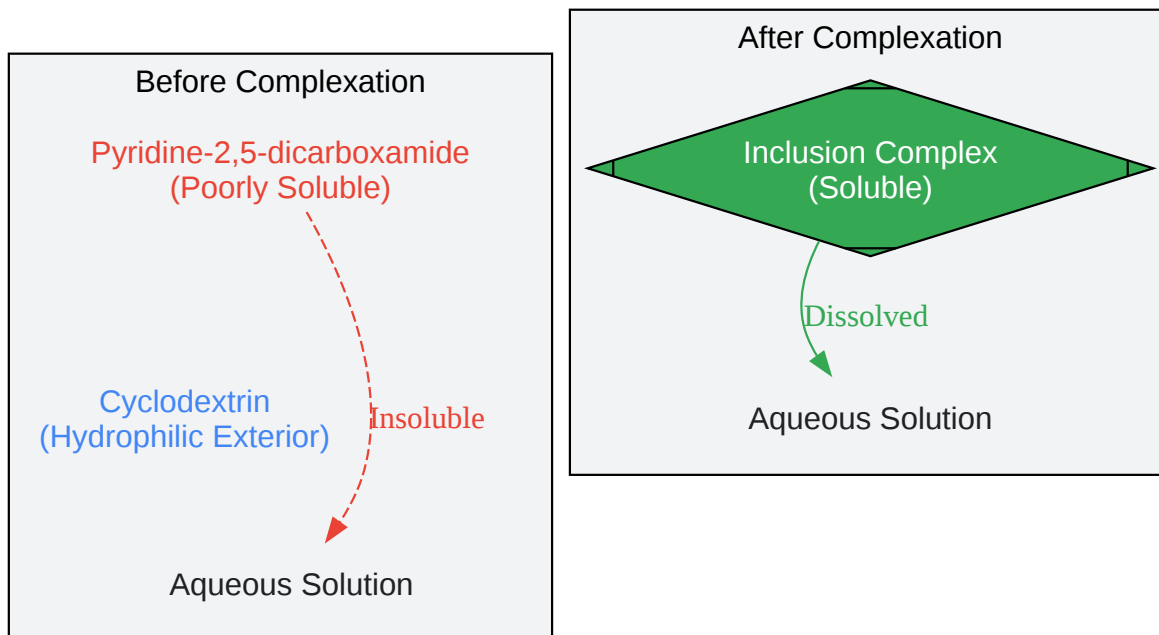 Before Complexation
Pyridine-2,5-dicarboxamide
(Poorly Soluble)
Cyclodextrin
(Hydrophilic Exterior)
Insoluble
Aqueous Solution
After Complexation
Inclusion Complex
(Soluble)
Dissolved
Aqueous Solution